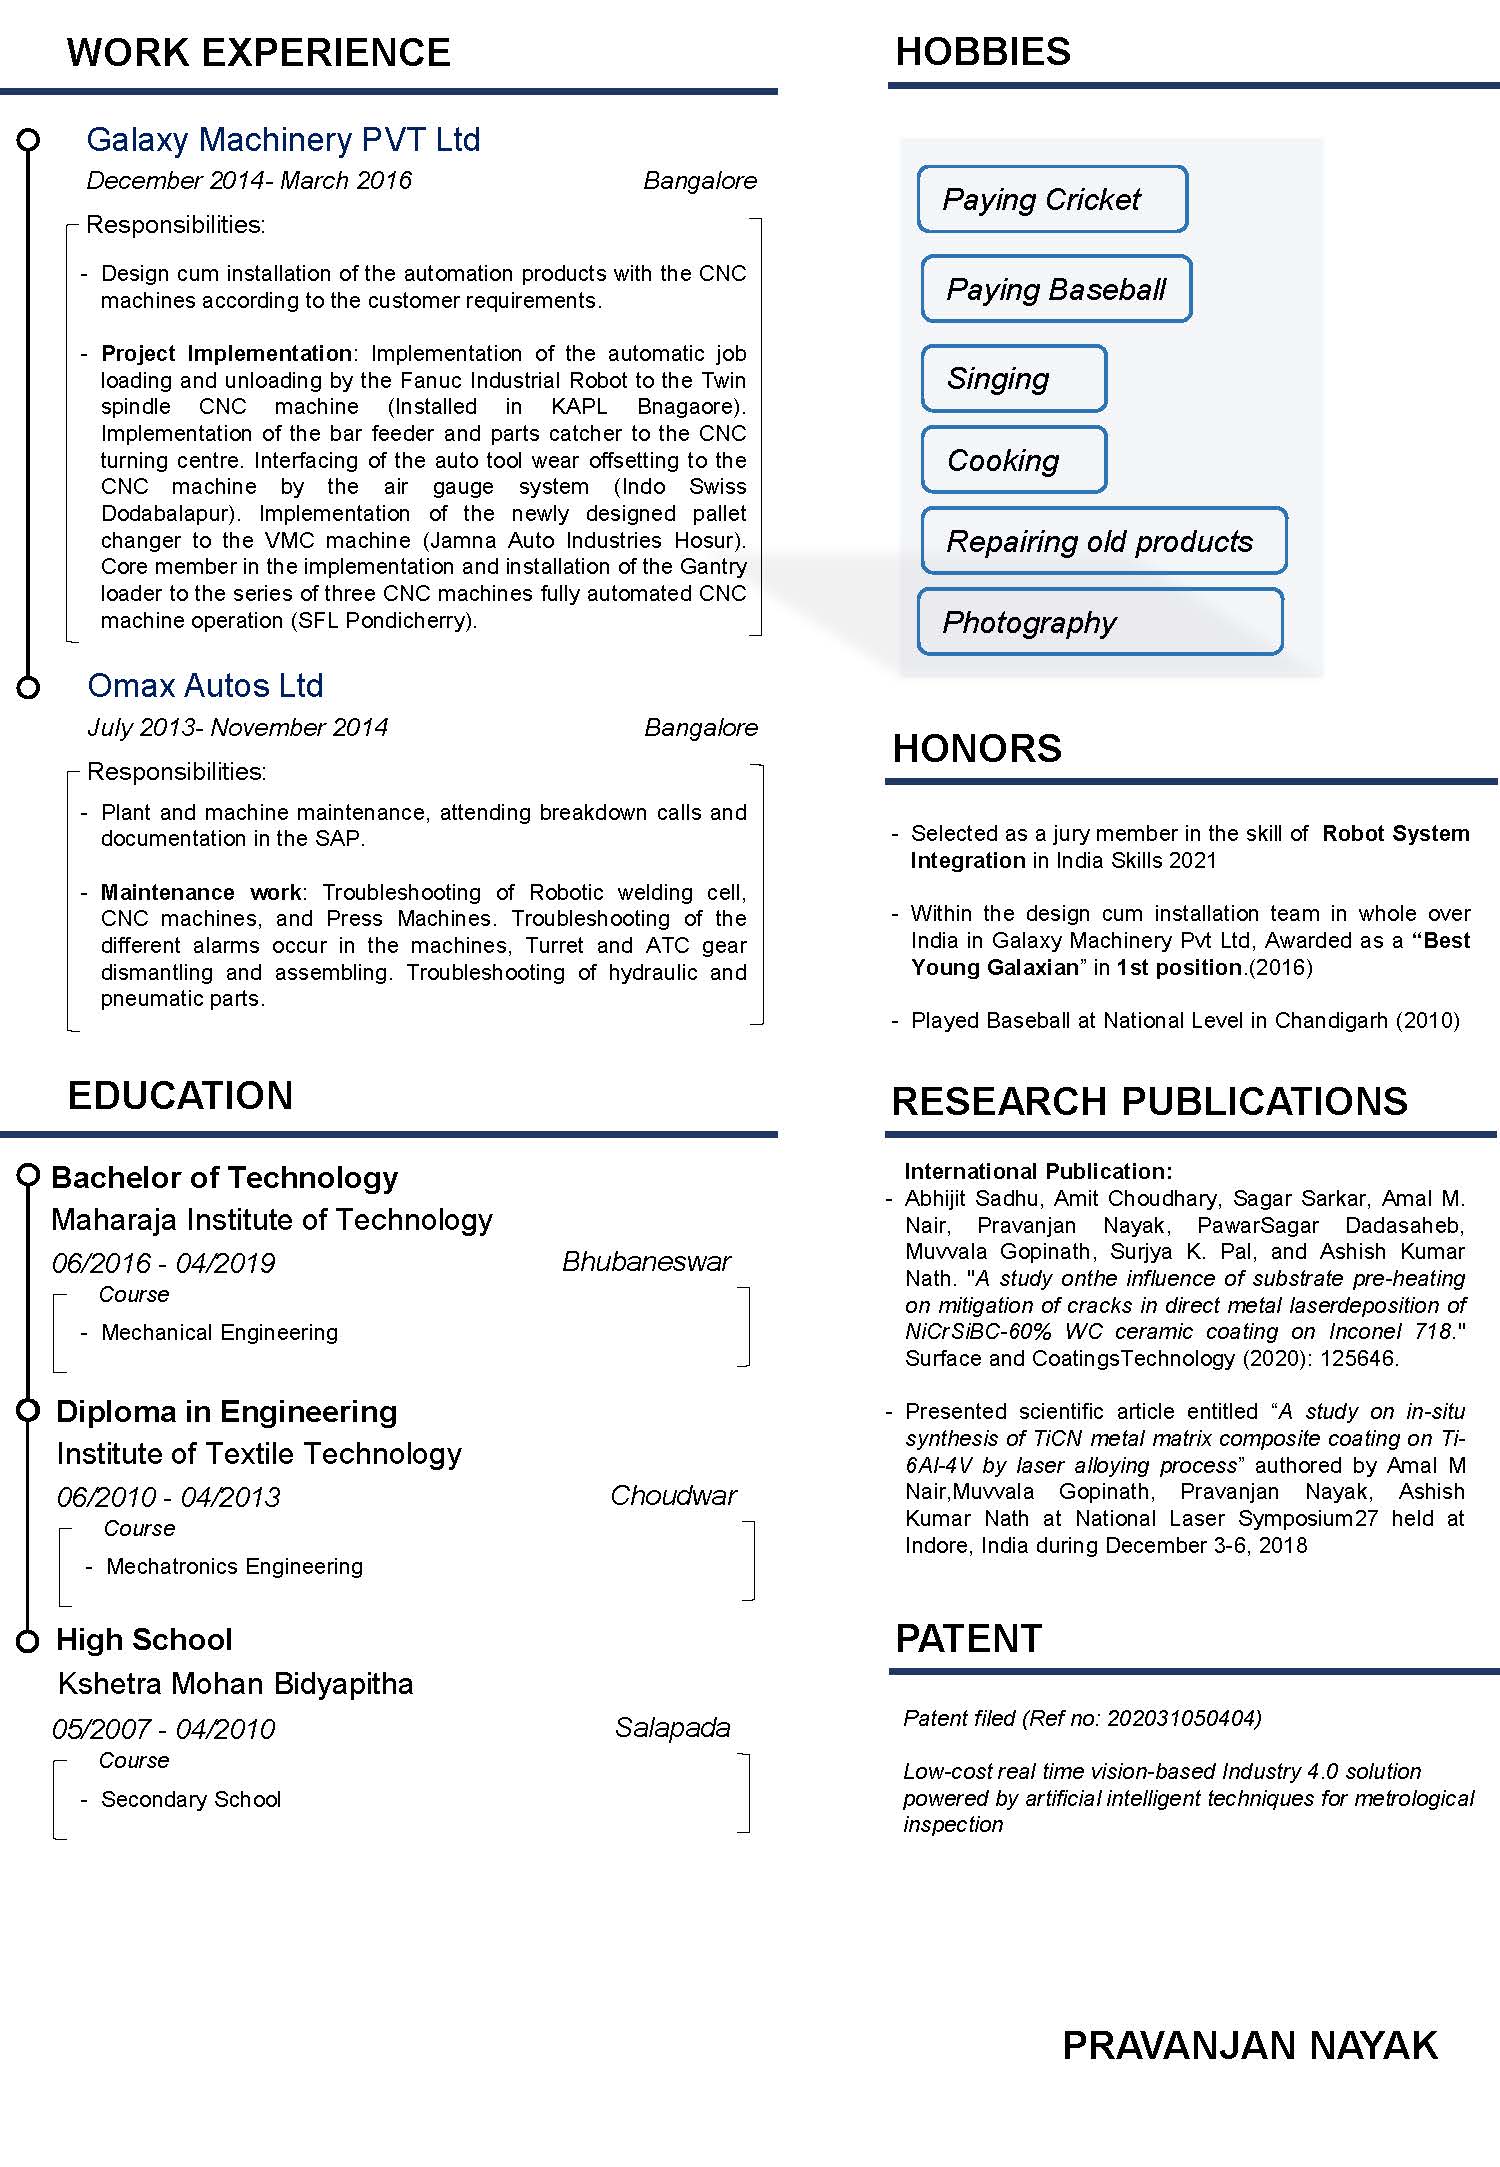 WORK EXPERIENCE
Galaxy Machinery PVT Ltd
December 2014- March 2016 Bangalore
Responsibilities:
- Design cum installation of the automation products with the CNC
machines according to the customer requirements.
- Project Implementation: Implementation of the automatic job
loading and unloading by the Fanuc Industrial Robot to the Twin
spindle CNC machine (Installed in KAPL Bnagaore).
Implementation of the bar feeder and parts catcher to the CNC
turning centre. Interfacing of the auto tool wear offsetting to the
CNC machine by the air gauge system (Indo Swiss
Dodabalapur). Implementation of the newly designed pallet
changer to the VMC machine (Jamna Auto Industries Hosur).
Core member in the implementation and installation of the Gantry
loader to the series of three CNC machines fully automated CNC
machine operation (SFL Pondicherry).
Omax Autos Ltd
July 2013- November 2014 Bangalore
Responsibilities:
- Plant and machine maintenance, attending breakdown calls and
documentation in the SAP.
- Maintenance work: Troubleshooting of Robotic welding cell,
CNC machines, and Press Machines. Troubleshooting of the
different alarms occur in the machines, Turret and ATC gear
dismantling and assembling. Troubleshooting of hydraulic and
pneumatic parts.
EDUCATION
Bachelor of Technology
Maharaja Institute of Technology
06/2016 - 04/2019 Bhubaneswar
Course
- Mechanical Engineering
Diploma in Engineering
Institute of Textile Technology
06/2010 - 04/2013 Choudwar
Course
- Mechatronics Engineering
High School
Kshetra Mohan Bidyapitha
05/2007 - 04/2010 Salapada
Course
- Secondary School
HOBBIES
Paying Cricket
Paying Baseball
Singing
Cooking
Repairing old products
Photography
HONORS
- Selected as a jury member in the skill of Robot System
Integration in India Skills 2021
- Within the design cum installation team in whole over
India in Galaxy Machinery Pvt Ltd, Awarded as a “Best
Young Galaxian” in 1st position.(2016)
- Played Baseball at National Level in Chandigarh (2010)
RESEARCH PUBLICATIONS
International Publication:
- Abhijit Sadhu, Amit Choudhary, Sagar Sarkar, Amal M.
Nair, Pravanjan Nayak, PawarSagar Dadasaheb,
Muvvala Gopinath, Surjya K. Pal, and Ashish Kumar
Nath. "A study onthe influence of substrate pre-heating
on mitigation of cracks in direct metal laserdeposition of
NiCrSiBC-60% WC ceramic coating on Inconel 718."
Surface and CoatingsTechnology (2020): 125646.
- Presented scientific article entitled “A study on in-situ
synthesis of TiCN metal matrix composite coating on Ti-
6Al-4V by laser alloying process” authored by Amal M
Nair,Muvvala Gopinath, Pravanjan Nayak, Ashish
Kumar Nath at National Laser Symposium27 held at
Indore, India during December 3-6, 2018
PATENT
Patent filed (Ref no: 202031050404)
Low-cost real time vision-based Industry 4.0 solution
powered by artificial intelligent techniques for metrological
inspection
PRAVANJAN NAYAK